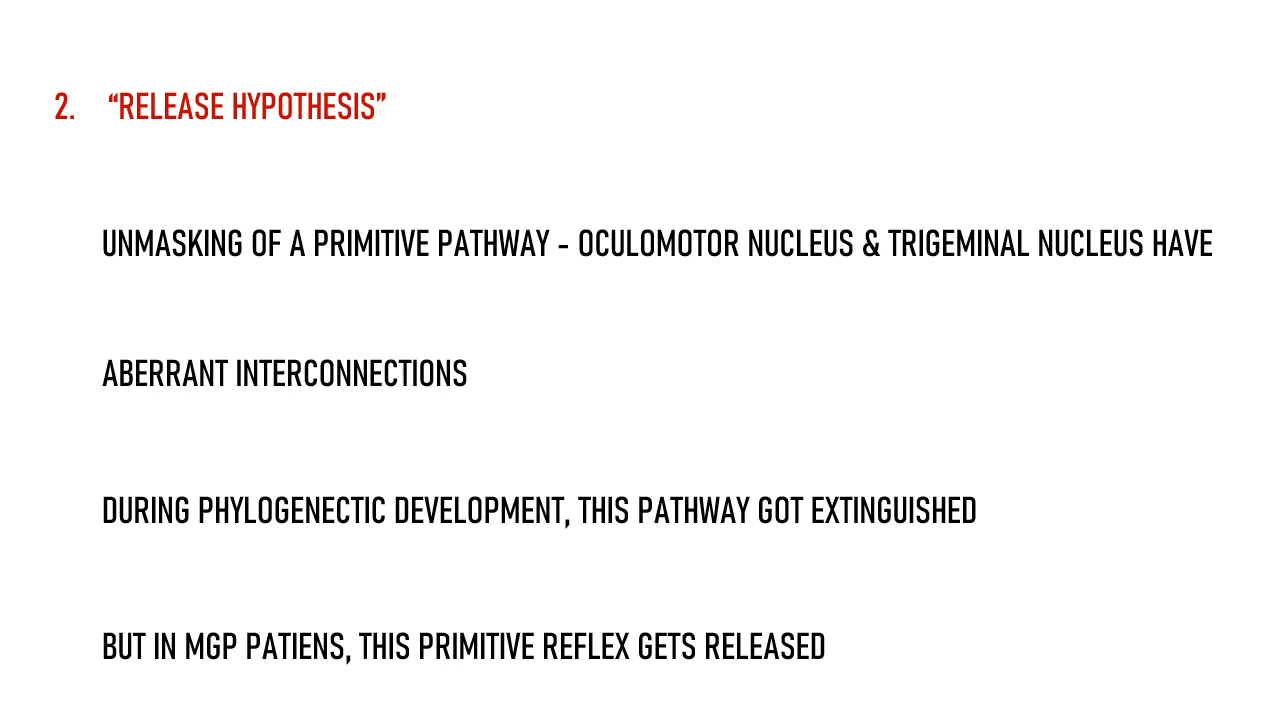 2. “RELEASE HYPOTHESIS”
UNMASKING OF A PRIMITIVE PATHWAY - OCULOMOTOR NUCLEUS & TRIGEMINAL NUCLEUS HAVE
ABERRANT INTERCONNECTIONS
DURING PHYLOGENECTIC DEVELOPMENT, THIS PATHWAY GOT EXTINGUISHED
BUT IN MGP PATIENS, THIS PRIMITIVE REFLEX GETS RELEASED